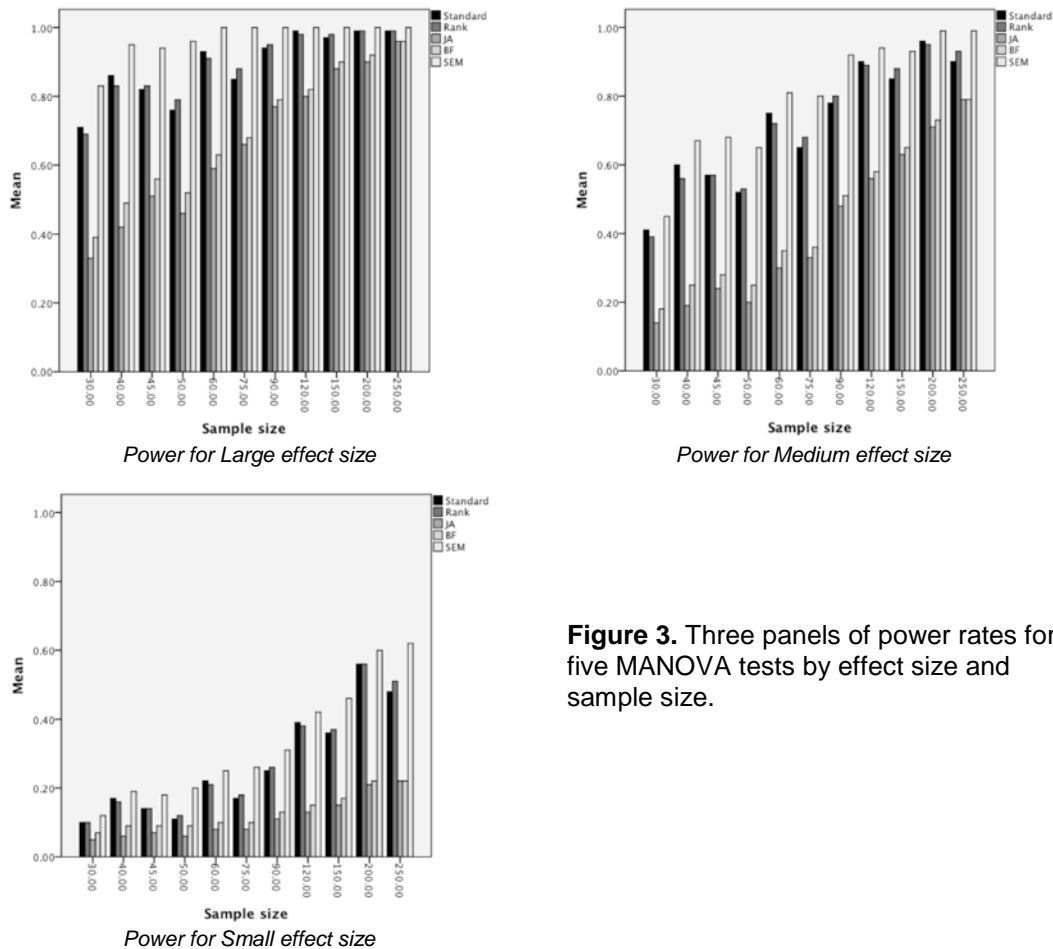 1.00
0.80
0.60
0.40
0.20
0.00
Mean
30.00
40.00
45.00
50.00
60.00
75.00
90.00
120.00
150.00
200.00
250.00
Sample size
Standard
Rank
JA
BF
SEM
Power for Large effect size
1.00
0.80
0.60
0.40
0.20
0.00
Mean
30.00
40.00
45.00
50.00
60.00
75.00
90.00
120.00
150.00
200.00
250.00
Sample size
Standard
Rank
JA
BF
SEM
Power for Medium effect size
1.00
0.80
0.60
0.40
0.20
0.00
Mean
30.00
40.00
45.00
50.00
60.00
75.00
90.00
120.00
150.00
200.00
250.00
Sample size
Standard
Rank
JA
BF
SEM
Power for Small effect size
Figure 3. Three panels of power rates for
five MANOVA tests by effect size and
sample size.